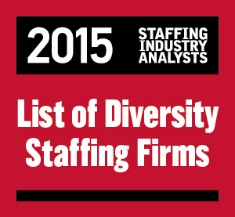 2015
STAFFING
INDUSTRY
ANALYSTS
List of Diversity
Staffing Firms